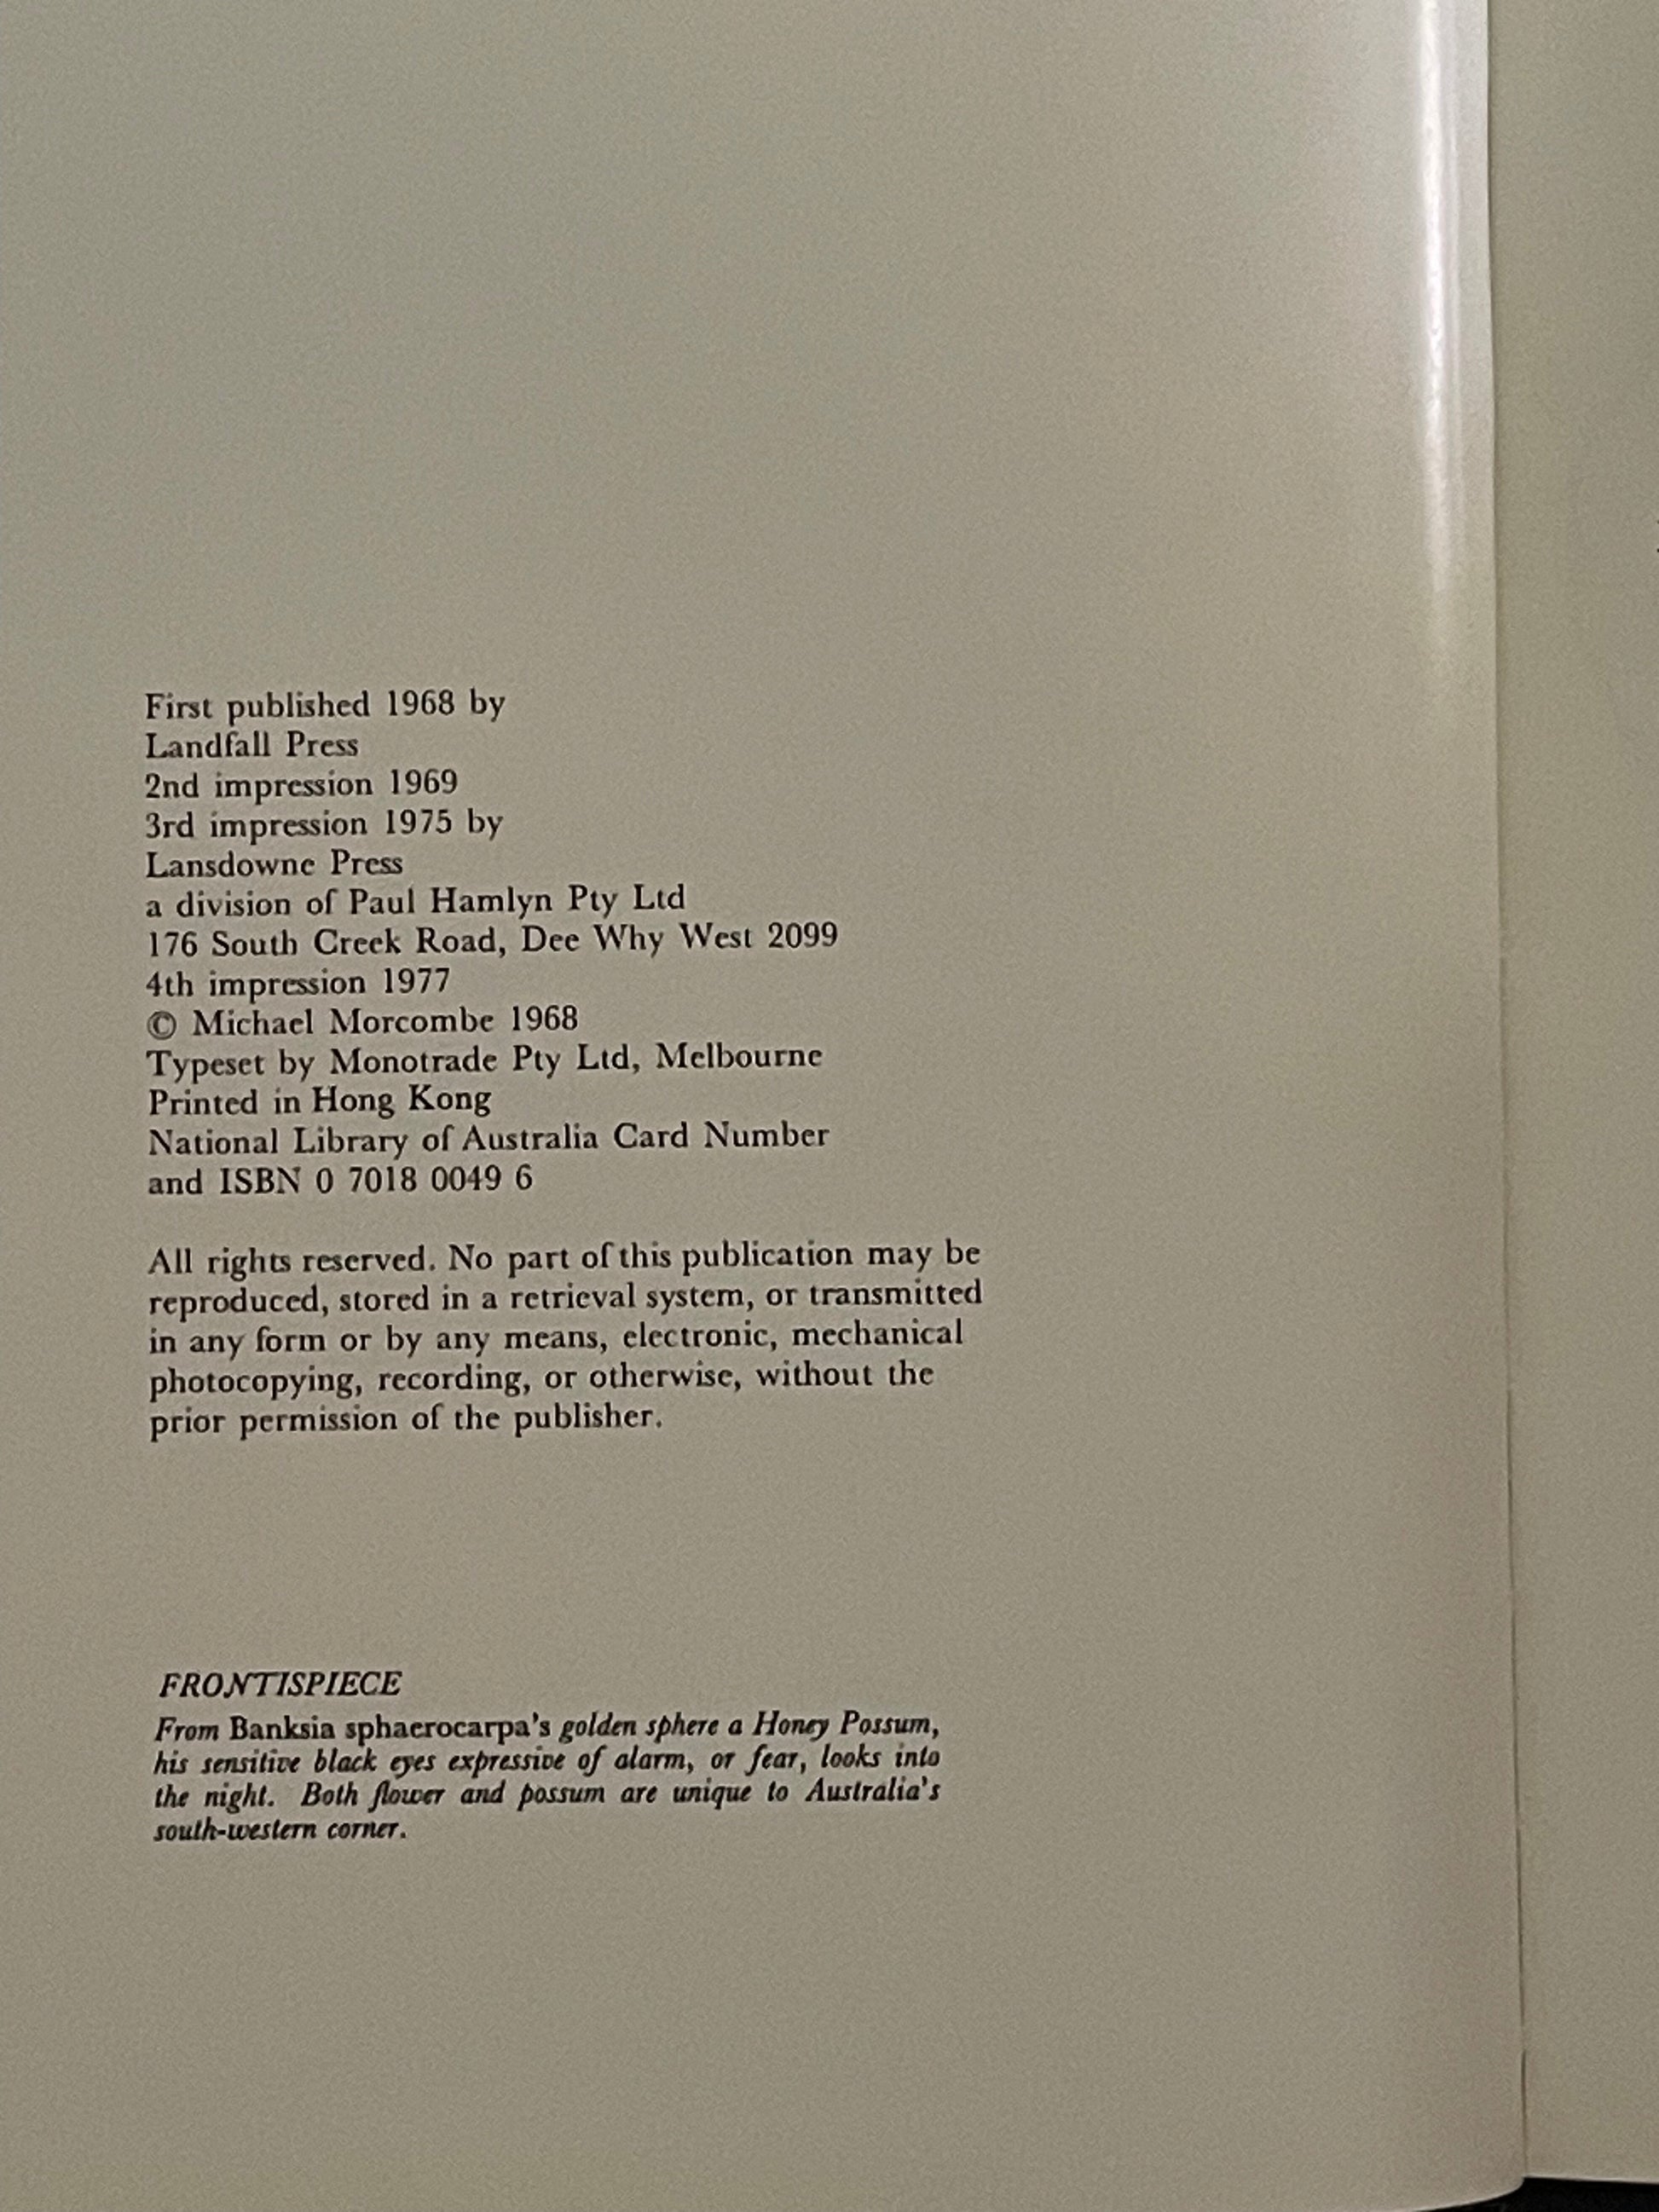 First published 1968 by
Landfall Press
2nd impression 1969
3rd impression 1975 by
Lansdowne Press
a division of Paul Hamlyn Pty Ltd
176 South Creek Road, Dee Why West 2099
4th impression 1977
© Michael Morcombe 1968
Typeset by Monotrade Pty Ltd, Melbourne
Printed in Hong Kong
National Library of Australia Card Number
and ISBN 0 7018 0049 6
All rights reserved. No part of this publication may be
reproduced, stored in a retrieval system, or transmitted
in any form or by any means, electronic, mechanical
photocopying, recording, or otherwise, without the
prior permission of the publisher.
FRONTISPIECE
From Banksia sphaerocarpa's golden sphere a Honey Possum,
his sensitive black eyes expressive of alarm, or fear, looks into
the night. Both flower and possum are unique to Australia's
south-western corner.